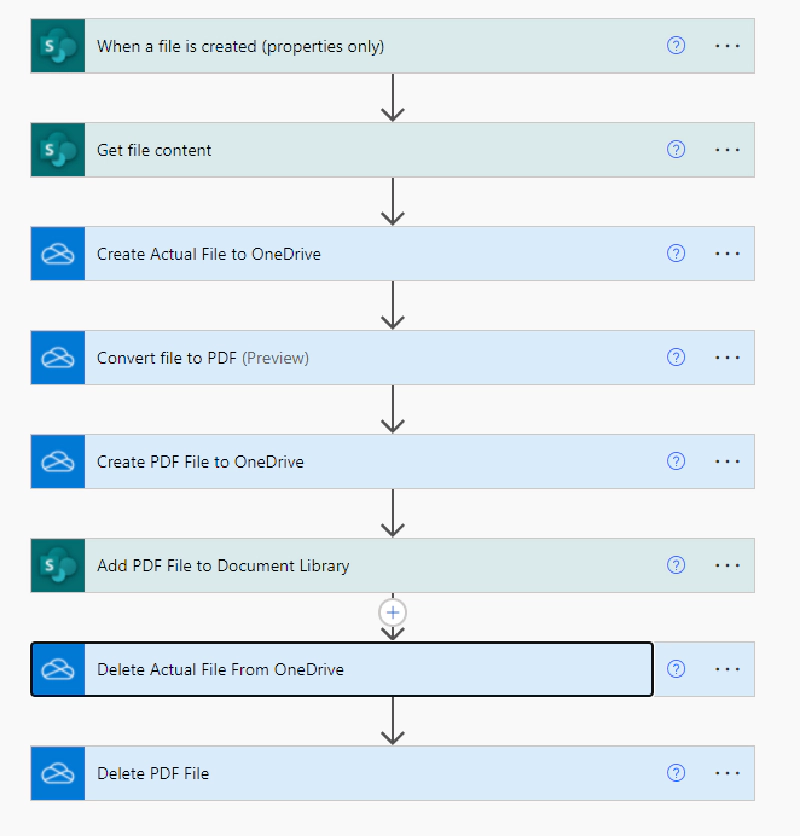 When a file is created (properties only)
Get file content
Create Actual File to OneDrive
Convert file to PDF (Preview)
Create PDF File to OneDrive
Add PDF File to Document Library
Delete Actual File From OneDrive
Delete PDF File